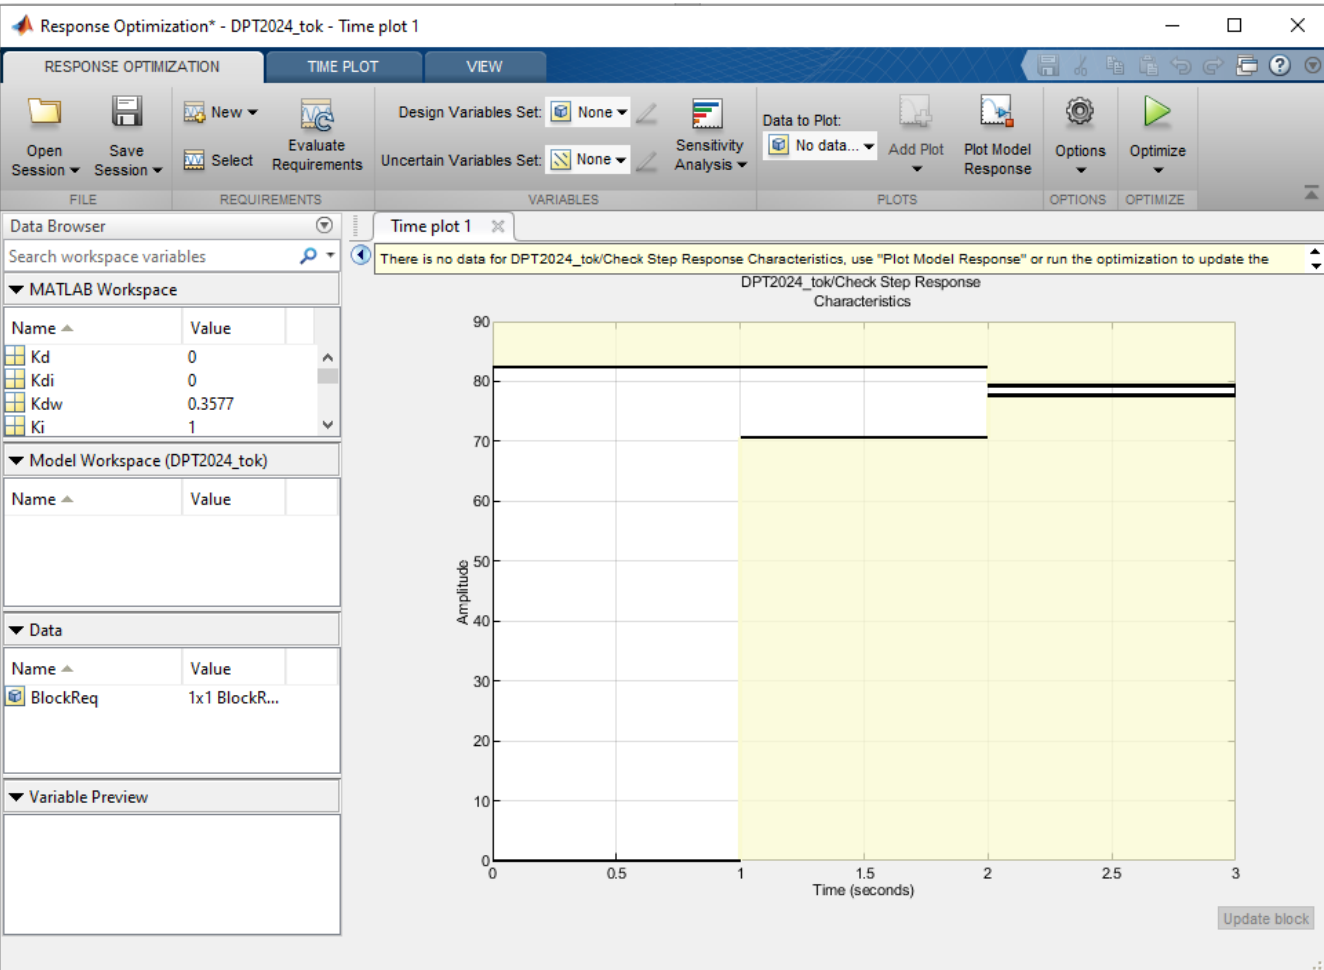 Response Optimization* - DPT2024_tok - Time plot 1
RESPONSE OPTIMIZATION TIME PLOT VIEW
Open Session
Save Session
FILE
New
Select
Evaluate Requirements
REQUIREMENTS
Design Variables Set: None
Uncertain Variables Set: None
Sensitivity Analysis
VARIABLES
Data to Plot:
No data...
Add Plot
Plot Model Response
PLOTS
Options
OPTIONS
Optimize
OPTIMIZE
Data Browser
Search workspace variables
MATLAB Workspace
Name Value
Kd 0
Kdi 0
Kdw 0.3577
Ki 1
Model Workspace (DPT2024_tok)
Name Value
Data
Name Value
BlockReq 1x1 BlockR...
Variable Preview
Time plot 1
There is no data for DPT2024_tok/Check Step Response Characteristics, use "Plot Model Response" or run the optimization to update the
DPT2024_tok/Check Step Response
Characteristics
90
80
70
60
50
40
30
20
10
0
Amplitude
0 0.5 1 1.5 2 2.5 3
Time (seconds)
Update block